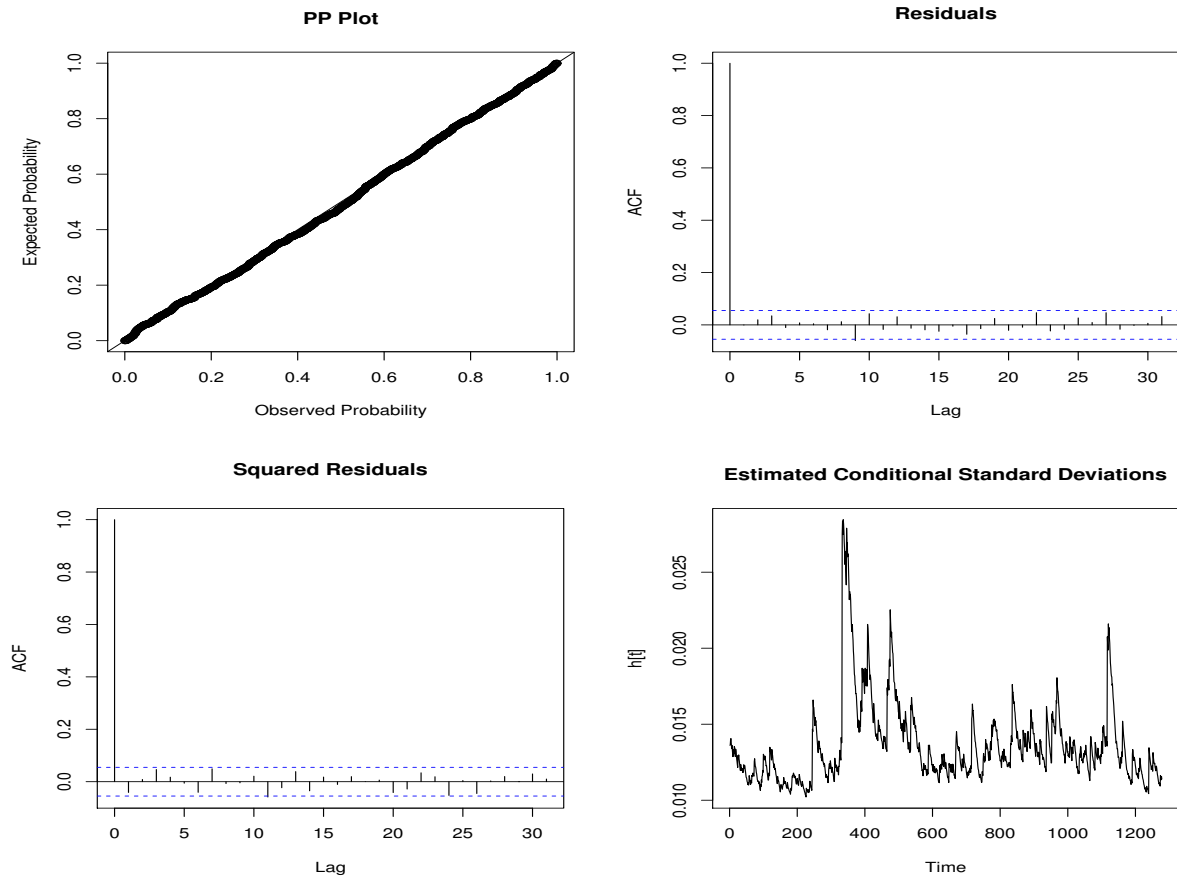 PP Plot
Expected Probability
0.0 0.2 0.4 0.6 0.8 1.0
0.0 0.2 0.4 0.6 0.8 1.0
Observed Probability
Residuals
ACF
0.0 0.2 0.4 0.6 0.8 1.0
0 5 10 15 20 25 30
Lag
Squared Residuals
ACF
0.0 0.2 0.4 0.6 0.8 1.0
0 5 10 15 20 25 30
Lag
Estimated Conditional Standard Deviations
h[t]
0.010 0.015 0.020 0.025
0 200 400 600 800 1000 1200
Time